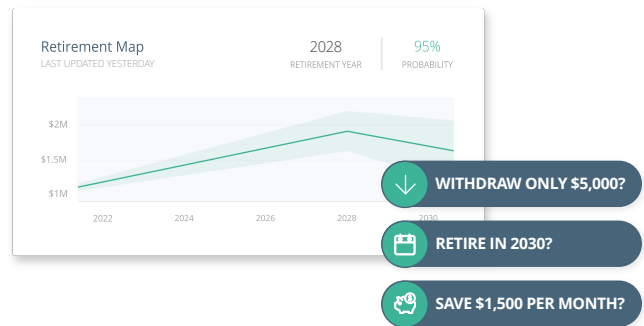 Retirement Map
LAST UPDATED YESTERDAY
2028
RETIREMENT YEAR
95%
PROBABILITY
$2M
$1.5M
$1M
2022
2024
2026
2028
2030
WITHDRAW ONLY $5,000?
RETIRE IN 2030?
SAVE $1,500 PER MONTH?